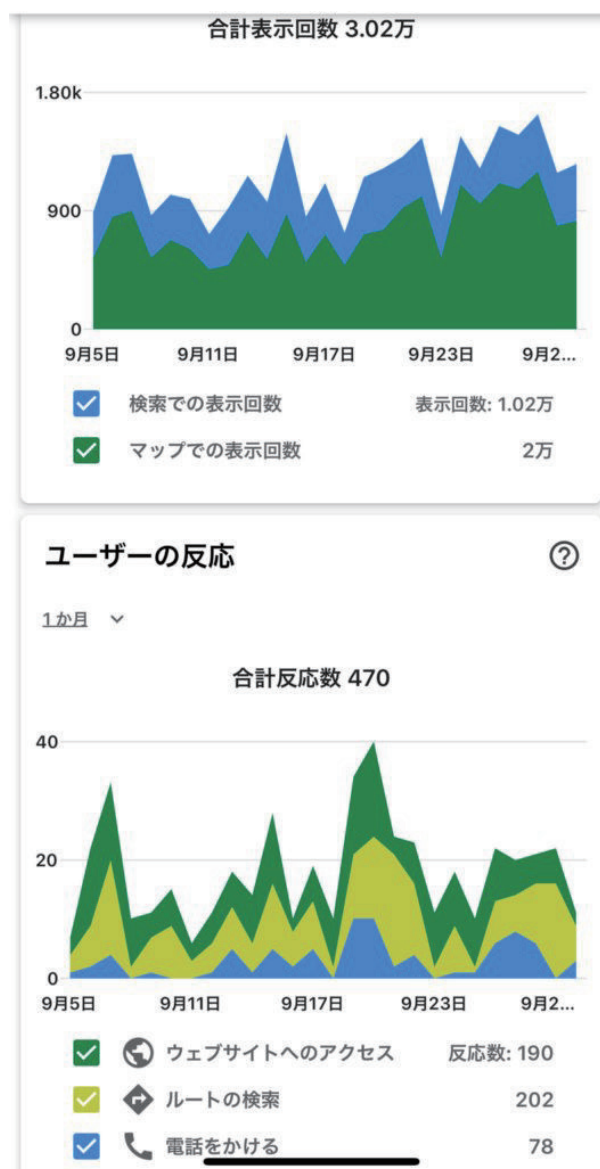 合計表示回数 3.02万
1.80k
900
0
9月5日 9月11日 9月17日 9月23日 9月2...
検索での表示回数 表示回数: 1.02万
マップでの表示回数 2万
ユーザーの反応
1か月
合計反応数 470
40
20
0
9月5日 9月11日 9月17日 9月23日 9月2...
ウェブサイトへのアクセス 反応数: 190
ルートの検索 202
電話をかける 78